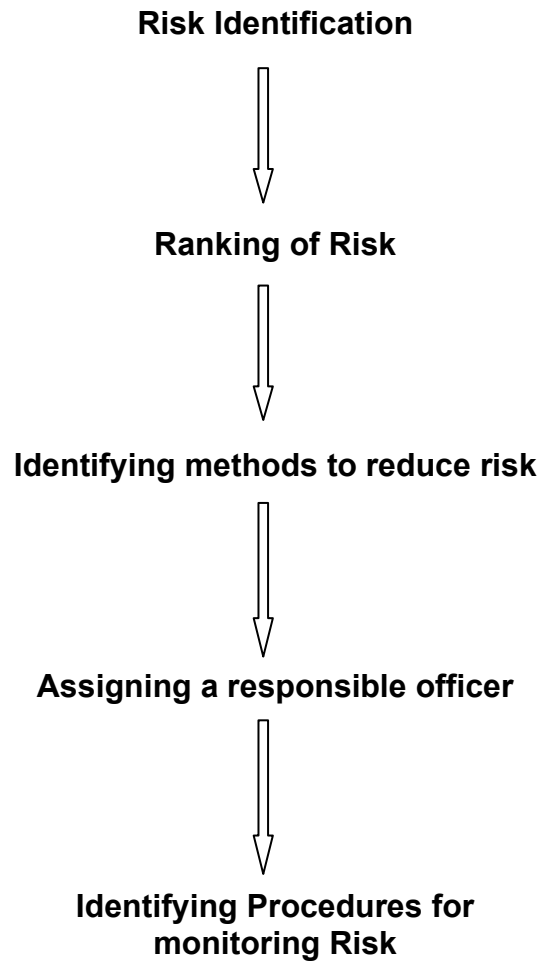 Risk Identification
Ranking of Risk
Identifying methods to reduce risk
Assigning a responsible officer
Identifying Procedures for
monitoring Risk